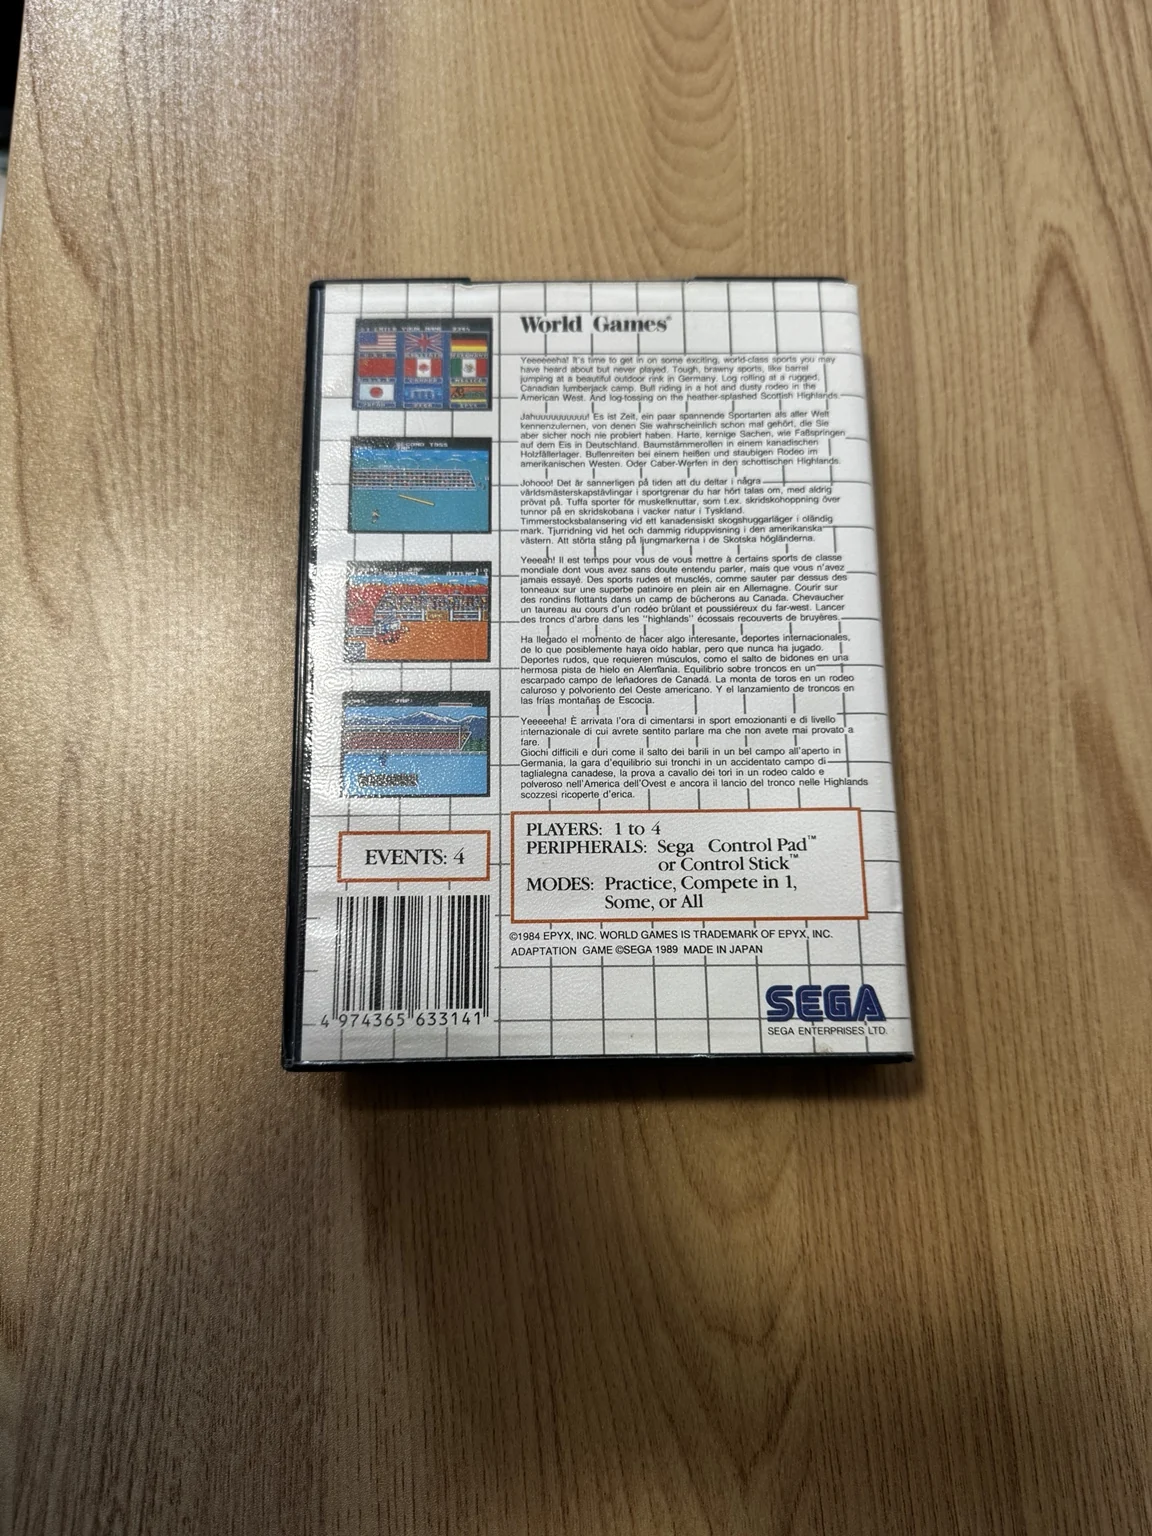 World Games®
Yeeeeeeha! It's time to get in on some exciting, world-class sports you may
have heard about but never played. Tough, brawny sports, like barrel
jumping at a beautiful outdoor rink in Germany. Log rolling at a rugged,
Canadian lumberjack camp. Bull riding in a hot and dusty rodeo in the
American West. And log-tossing on the heather-splashed Scottish Highlands.
Jahuuuuuuuuuu! Es ist Zeit, ein paar spannende Sportarten als aller Welt
kennenzulernen, von denen Sie wahrscheinlich schon mal gehört, die Sie
aber sicher noch nie probiert haben. Harte, kernige Sachen, wie Faßspringen
auf dem Eis in Deutschland. Baumstämmerollen in einem kanadischen
Holzfällerlager. Bullenreiten bei einem heißen und staubigen Rodeo im
amerikanischen Westen. Oder Caber-Werfen in den schottischen Highlands.
Johooo! Det är sannerligen på tiden att du deltar i några
världsmästerskapstävlingar i sportgrenar du har hört talas om, med aldrig
prövat på. Tuffa sporter för muskelknuttar, som t.ex. skridskohoppning över
tunnor på en skridskobana i vacker natur i Tyskland.
Timmerstocksbalansering vid ett kanadensiskt skogshuggarläger i oländig
mark. Tjurridning vid het och dammig riduppvisning i den amerikanska
västern. Att störta stång på ljungmarkerna i de Skotska högländerna.
Yeeeah! Il est temps pour vous de vous mettre à certains sports de classe
mondiale dont vous avez sans doute entendu parler, mais que vous n'avez
jamais essayé. Des sports rudes et musclés, comme sauter par dessus des
tonneaux sur une superbe patinoire en plein air en Allemagne. Courir sur
des rondins flottants dans un camp de bûcherons au Canada. Chevaucher
un taureau au cours d'un rodéo brûlant et poussiéreux du far-west. Lancer
des troncs d'arbre dans les "highlands" écossais recouverts de bruyères.
Ha llegado el momento de hacer algo interesante, deportes internacionales,
de lo que posiblemente haya oido hablar, pero que nunca ha jugado.
Deportes rudos, que requieren músculos, como el salto de bidones en una
hermosa pista de hielo en Alemania. Equilibrio sobre troncos en un
escarpado campo de leñadores de Canadá. La monta de toros en un rodeo
caluroso y polvoriento del Oeste americano. Y el lanzamiento de troncos en
las frías montañas de Escocia.
Yeeeeeha! È arrivata l'ora di cimentarsi in sport emozionanti e di livello
internazionale di cui avrete sentito parlare ma che non avete mai provato a
fare.
Giochi difficili e duri come il salto dei barili in un bel campo all'aperto in
Germania, la gara d'equilibrio sui tronchi in un accidentato campo di
taglialegna canadese, la prova a cavalio dei tori in un rodeo caldo e
polveroso nell'America dell'Ovest e ancora il lancio del tronco nelle Highlands
scozzesi ricoperte d'erica.
EVENTS: 4
PLAYERS: 1 to 4
PERIPHERALS: Sega Control Pad™
or Control Stick™
MODES: Practice, Compete in 1,
Some, or All
©1984 EPYX, INC. WORLD GAMES IS TRADEMARK OF EPYX, INC.
ADAPTATION GAME ©SEGA 1989 MADE IN JAPAN
4 974365 633141
SEGA
SEGA ENTERPRISES LTD.